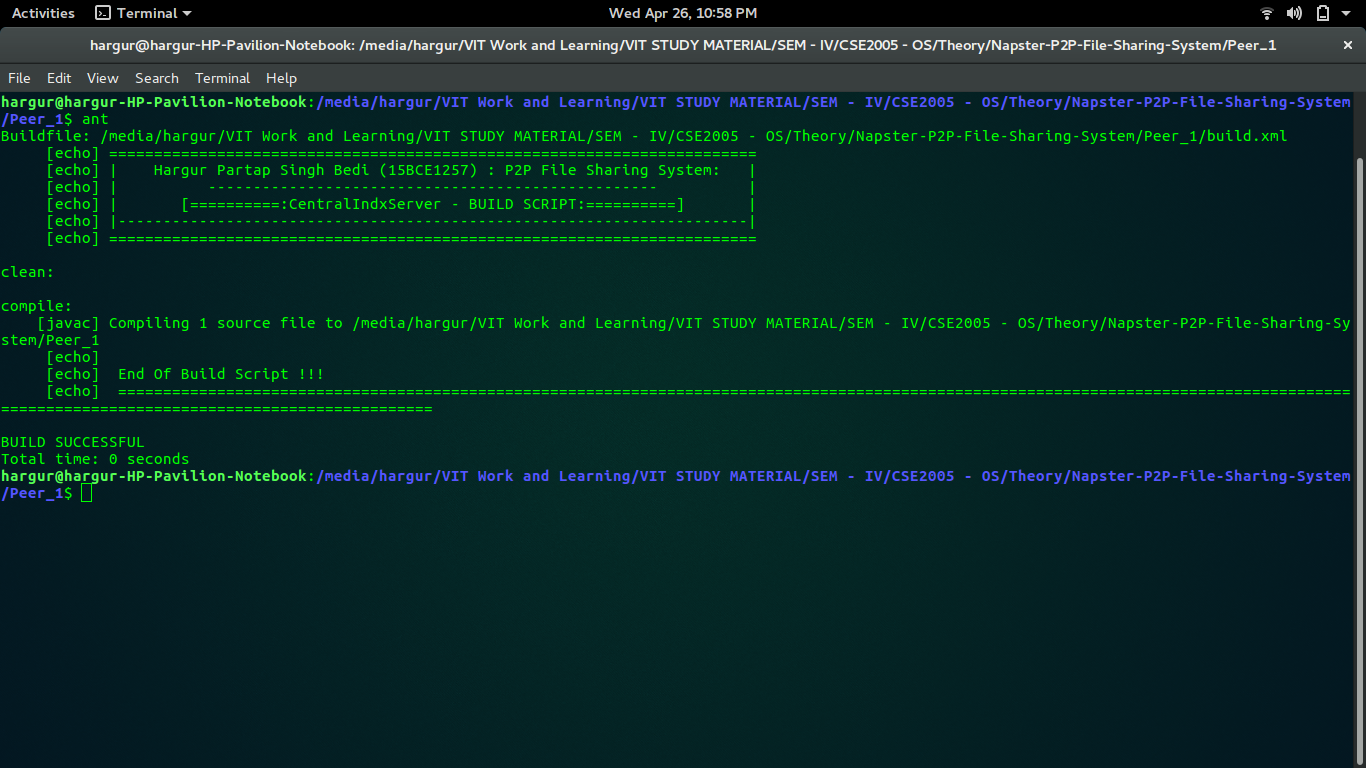 Activities Terminal Wed Apr 26, 10:58 PM
hargur@hargur-HP-Pavilion-Notebook: /media/hargur/VIT Work and Learning/VIT STUDY MATERIAL/SEM - IV/CSE2005 - OS/Theory/Napster-P2P-File-Sharing-System/Peer_1 ×
File Edit View Search Terminal Help
hargur@hargur-HP-Pavilion-Notebook:/media/hargur/VIT Work and Learning/VIT STUDY MATERIAL/SEM - IV/CSE2005 - OS/Theory/Napster-P2P-File-Sharing-System
/Peer_1$ ant
Buildfile: /media/hargur/VIT Work and Learning/VIT STUDY MATERIAL/SEM - IV/CSE2005 - OS/Theory/Napster-P2P-File-Sharing-System/Peer_1/build.xml
     [echo] ========================================================================
     [echo] |    Hargur Partap Singh Bedi (15BCE1257) : P2P File Sharing System:   |
     [echo] |          --------------------------------------------------          |
     [echo] |       [==========:CentralIndxServer - BUILD SCRIPT:==========]       |
     [echo] |----------------------------------------------------------------------|
     [echo] ========================================================================

clean:

compile:
    [javac] Compiling 1 source file to /media/hargur/VIT Work and Learning/VIT STUDY MATERIAL/SEM - IV/CSE2005 - OS/Theory/Napster-P2P-File-Sharing-Sy
stem/Peer_1
     [echo]
     [echo]  End Of Build Script !!!
     [echo]  =========================================================================================================================================
================================================

BUILD SUCCESSFUL
Total time: 0 seconds
hargur@hargur-HP-Pavilion-Notebook:/media/hargur/VIT Work and Learning/VIT STUDY MATERIAL/SEM - IV/CSE2005 - OS/Theory/Napster-P2P-File-Sharing-System
/Peer_1$